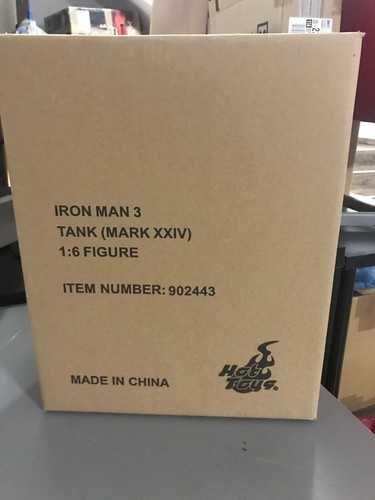 IRON MAN 3
TANK (MARK XXIV)
1:6 FIGURE
ITEM NUMBER: 902443
Hot
Toys®
MADE IN CHINA